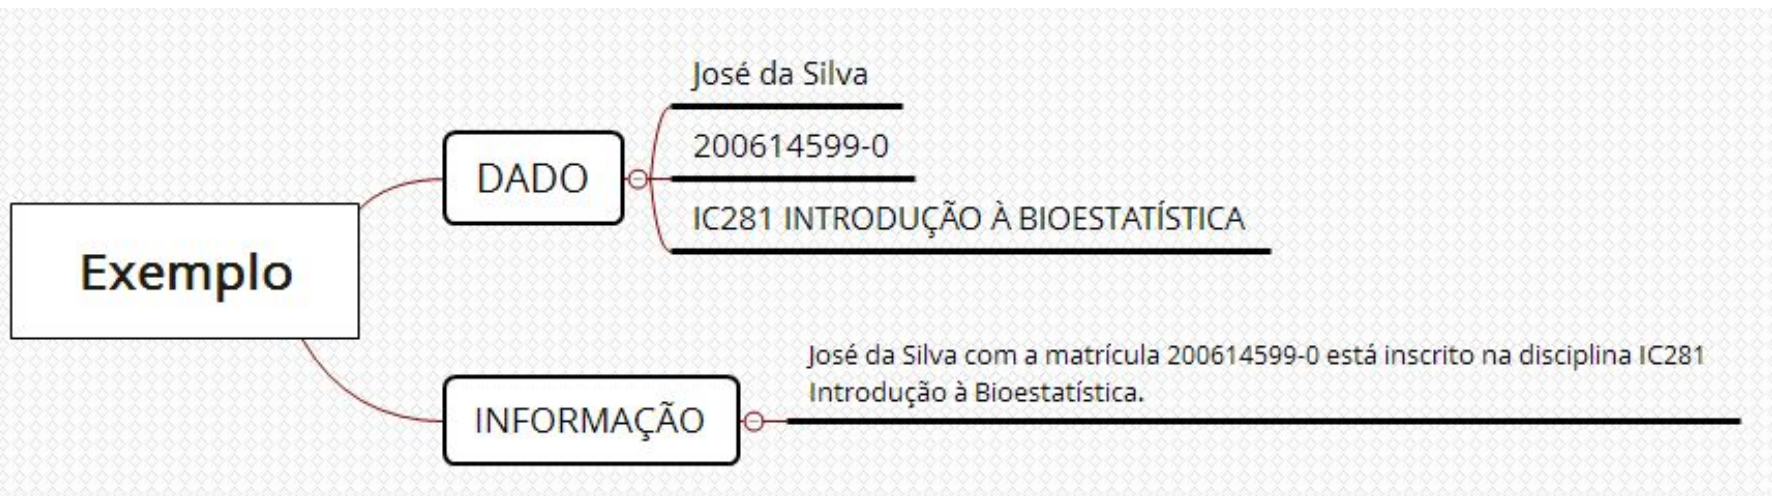 José da Silva
200614599-0
DADO
IC281 INTRODUÇÃO À BIOESTATÍSTICA
Exemplo
José da Silva com a matrícula 200614599-0 está inscrito na disciplina IC281
Introdução à Bioestatística.
INFORMAÇÃO